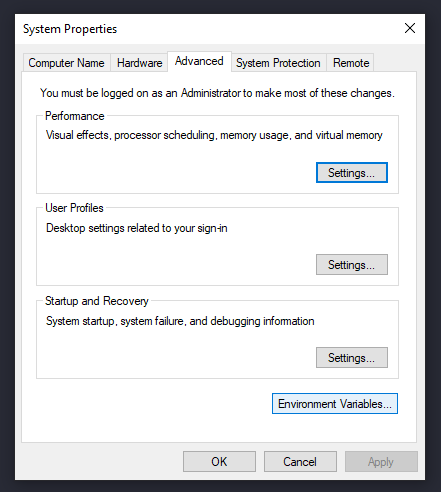 System Properties
Computer Name Hardware Advanced System Protection Remote
You must be logged on as an Administrator to make most of these changes.
Performance
Visual effects, processor scheduling, memory usage, and virtual memory
Settings...
User Profiles
Desktop settings related to your sign-in
Settings...
Startup and Recovery
System startup, system failure, and debugging information
Settings...
Environment Variables...
OK Cancel Apply